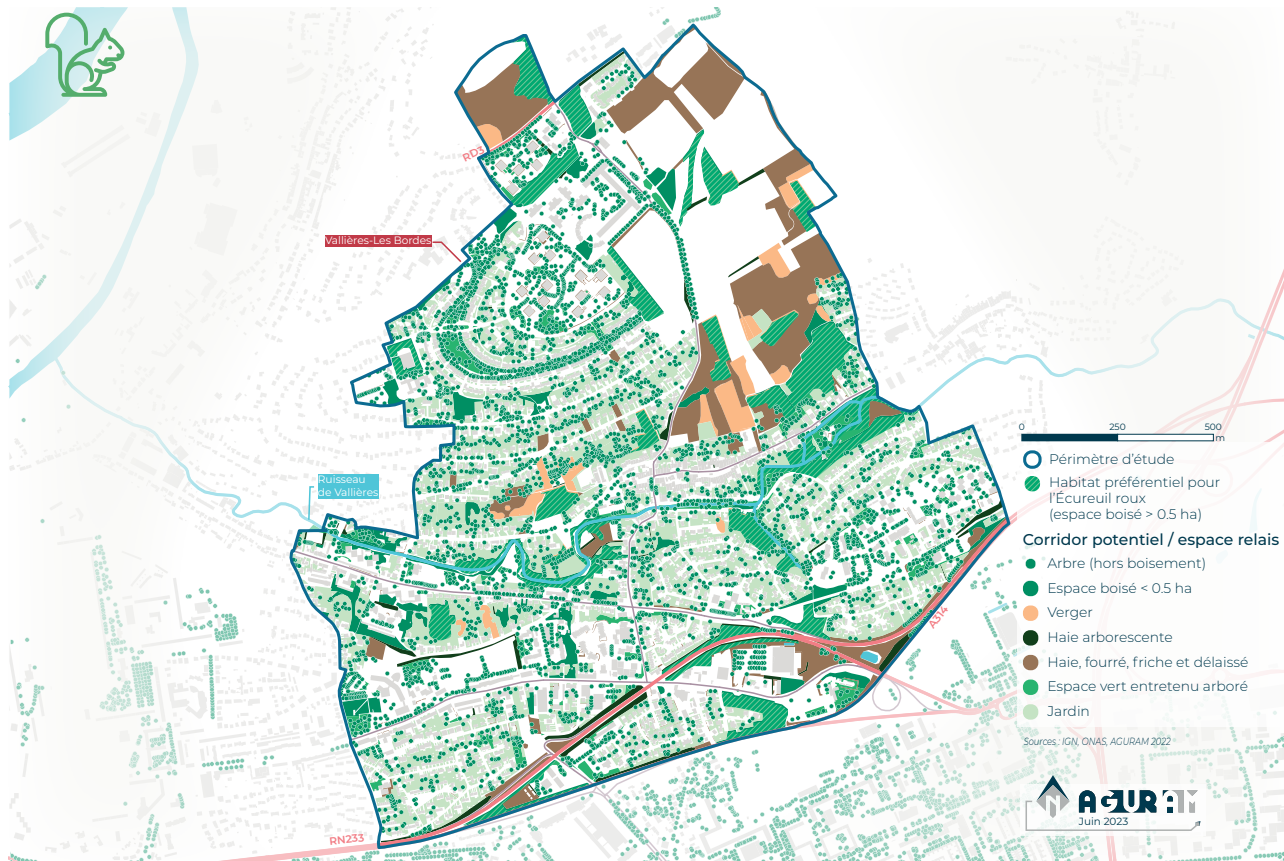 RD3
Vallières-Les Bordes
Ruisseau
de Vallières
A314
RN233
0 250 500
m
Périmètre d'étude
Habitat préférentiel pour
l'Écureuil roux
(espace boisé > 0.5 ha)
Corridor potentiel / espace relais
Arbre (hors boisement)
Espace boisé < 0.5 ha
Verger
Haie arborescente
Haie, fourré, friche et délaissé
Espace vert entretenu arboré
Jardin
Sources : IGN, ONAS, AGURAM 2022
N
AGURAM
Juin 2023